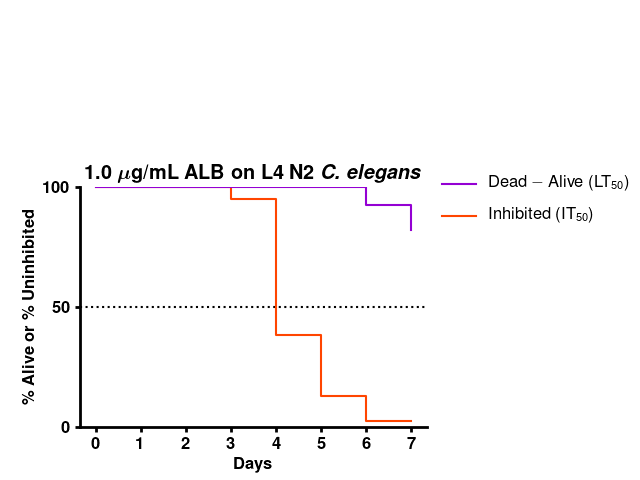 1.0 μg/mL ALB on L4 N2 C. elegans
Dead − Alive (LT50)
Inhibited (IT50)
% Alive or % Uninhibited
100
50
0
0 1 2 3 4 5 6 7
Days